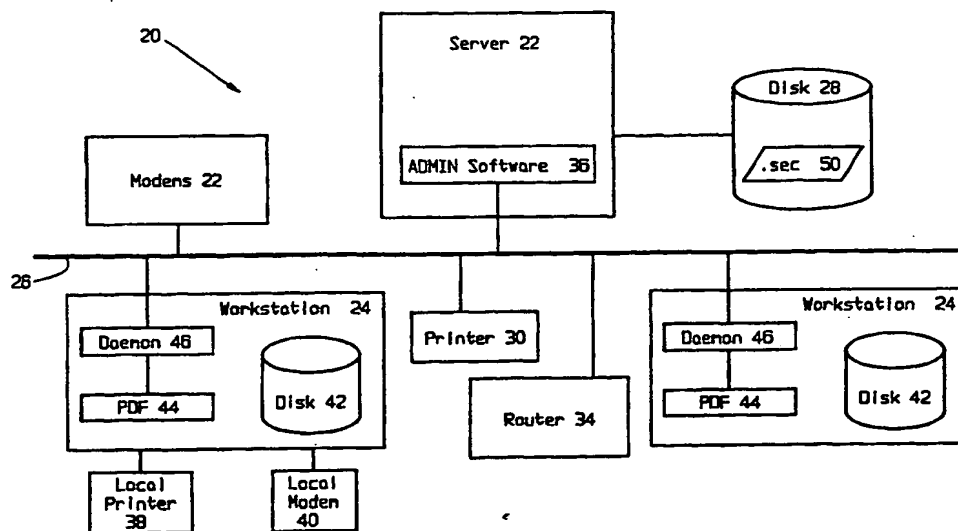 20
Server 22
Disk 28
ADMIN Software 36
.sec 50
Modems 22
26
Workstation 24
Daemon 46
PDF 44
Disk 42
Printer 30
Router 34
Workstation 24
Daemon 46
PDF 44
Disk 42
Local
Printer
38
Local
Modem
40